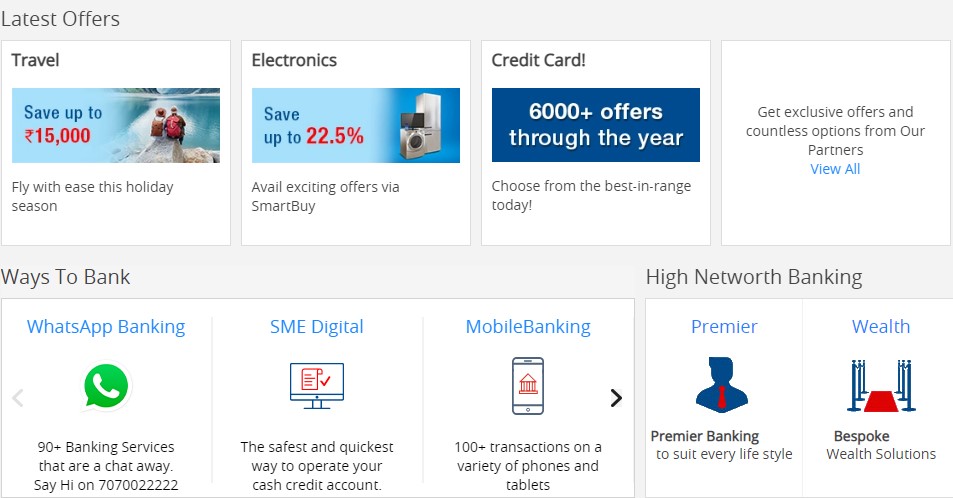 Latest Offers
Travel
Save up to
₹15,000
Fly with ease this holiday
season
Electronics
Save
up to 22.5%
Avail exciting offers via
SmartBuy
Credit Card!
6000+ offers
through the year
Choose from the best-in-range
today!
Get exclusive offers and
countless options from Our
Partners
View All
Ways To Bank
WhatsApp Banking
90+ Banking Services
that are a chat away.
Say Hi on 7070022222
SME Digital
The safest and quickest
way to operate your
cash credit account.
MobileBanking
100+ transactions on a
variety of phones and
tablets
High Networth Banking
Premier
Premier Banking
to suit every life style
Wealth
Bespoke
Wealth Solutions